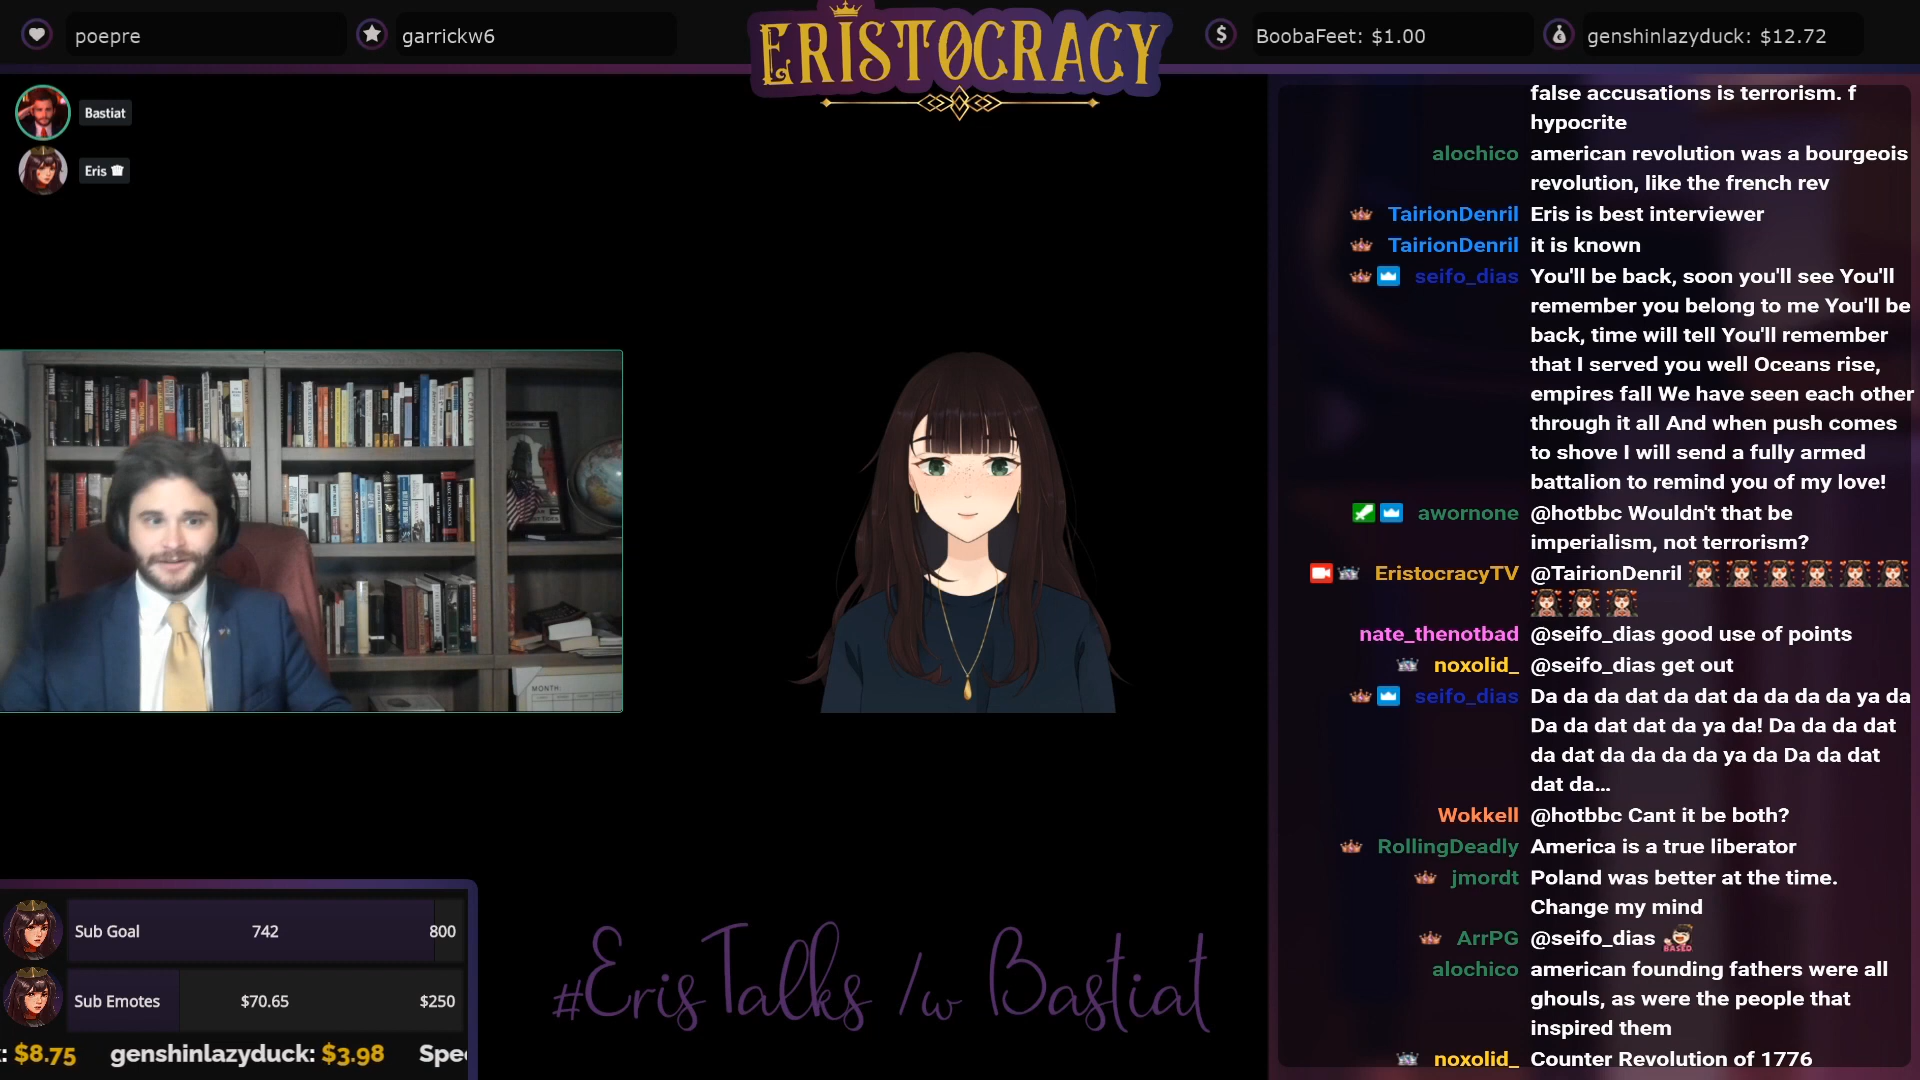 poepre
garrickw6
ERISTOCRACY
BoobaFeet: $1.00
genshinlazyduck: $12.72
Bastiat
Eris
MONTH:
Sub Goal 742 800
Sub Emotes $70.65 $250
: $8.75 genshinlazyduck: $3.98 Spe
#ErisTalks /w Bastiat
false accusations is terrorism. f
hypocrite
alochico american revolution was a bourgeois
revolution, like the french rev
TairionDenril Eris is best interviewer
TairionDenril it is known
seifo_dias You'll be back, soon you'll see You'll
remember you belong to me You'll be
back, time will tell You'll remember
that I served you well Oceans rise,
empires fall We have seen each other
through it all And when push comes
to shove I will send a fully armed
battalion to remind you of my love!
awornone @hotbbc Wouldn't that be
imperialism, not terrorism?
EristocracyTV @TairionDenril
nate_thenotbad @seifo_dias good use of points
noxolid_ @seifo_dias get out
seifo_dias Da da da dat da dat da da da da ya da
Da da dat dat da ya da! Da da da dat
da dat da da da da ya da Da da dat
dat da...
Wokkell @hotbbc Cant it be both?
RollingDeadly America is a true liberator
jmordt Poland was better at the time.
Change my mind
ArrPG @seifo_dias BASED
alochico american founding fathers were all
ghouls, as were the people that
inspired them
noxolid_ Counter Revolution of 1776